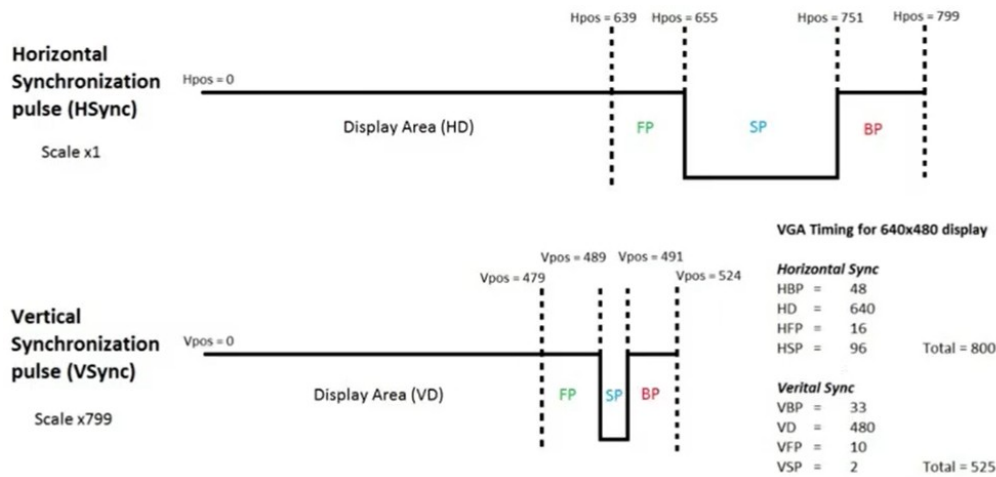 Hpos = 639 Hpos = 655 Hpos = 751 Hpos = 799
Horizontal
Synchronization
pulse (HSync)
Hpos = 0
Display Area (HD) FP SP BP
Scale x1
VGA Timing for 640x480 display
Vpos = 489 Vpos = 491
Vpos = 479 Vpos = 524
Horizontal Sync
HBP = 48
HD = 640
HFP = 16
HSP = 96 Total = 800
Vertical
Synchronization
pulse (VSync)
Vpos = 0
Display Area (VD) FP SP BP
Scale x799
Verital Sync
VBP = 33
VD = 480
VFP = 10
VSP = 2 Total = 525